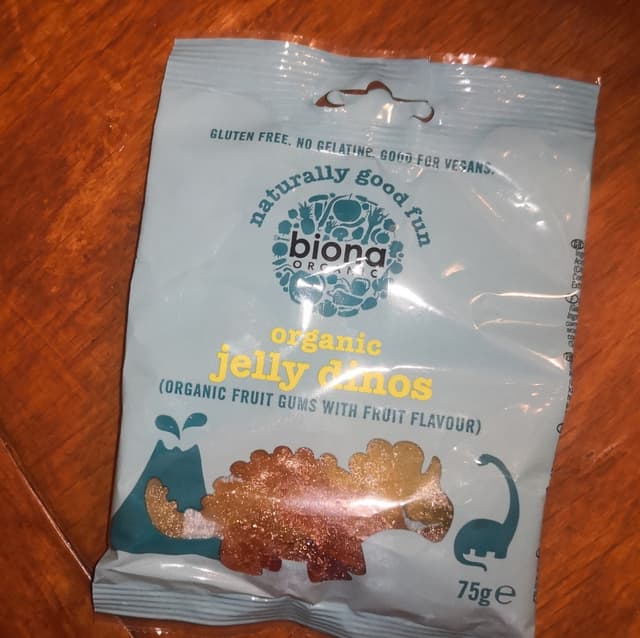 GLUTEN FREE. NO GELATINE. GOOD FOR VEGANS.
naturally good fun
biona
ORGANIC
organic
jelly dinos
(ORGANIC FRUIT GUMS WITH FRUIT FLAVOUR)
75g e